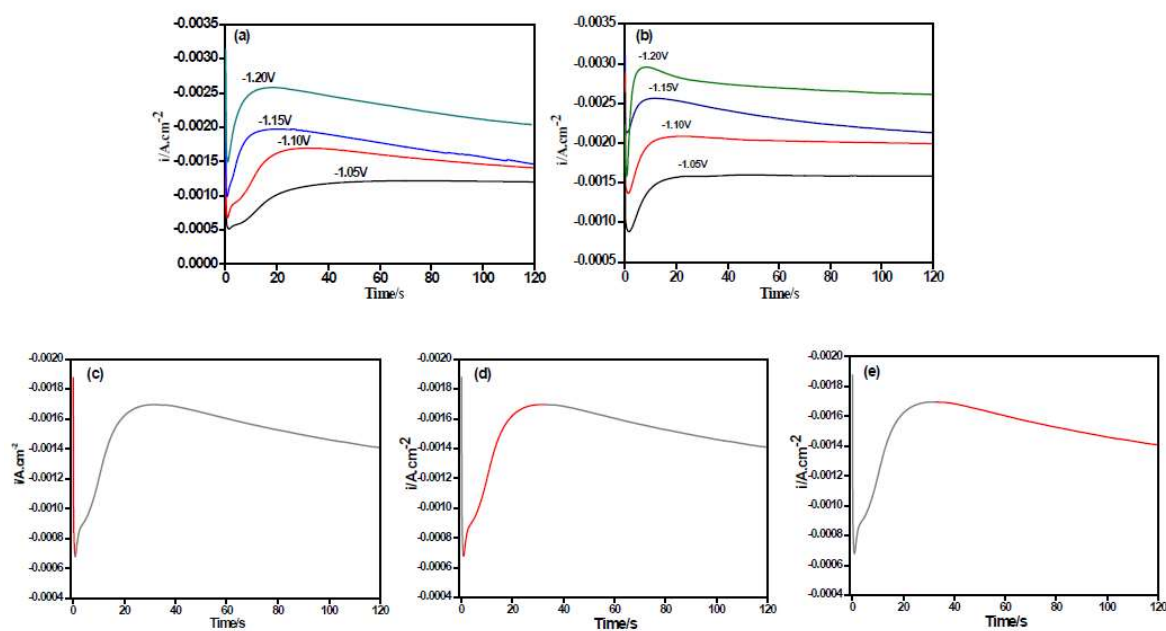 (a)
-0.0035
-0.0030
-0.0025
-0.0020
-0.0015
-0.0010
-0.0005
0.0000
i/A.cm⁻²
-1.20V
-1.15V
-1.10V
-1.05V
0 20 40 60 80 100 120
Time/s
(b)
-0.0035
-0.0030
-0.0025
-0.0020
-0.0015
-0.0010
-0.0005
i/A.cm⁻²
-1.20V
-1.15V
-1.10V
-1.05V
0 20 40 60 80 100 120
Time/s
(c)
-0.0020
-0.0018
-0.0016
-0.0014
-0.0012
-0.0010
-0.0008
-0.0006
-0.0004
i/A.cm⁻²
0 20 40 60 80 100 120
Time/s
(d)
-0.0020
-0.0018
-0.0016
-0.0014
-0.0012
-0.0010
-0.0008
-0.0006
-0.0004
i/A.cm⁻²
0 20 40 60 80 100 120
Time/s
(e)
-0.0020
-0.0018
-0.0016
-0.0014
-0.0012
-0.0010
-0.0008
-0.0006
-0.0004
i/A.cm⁻²
0 20 40 60 80 100 120
Time/s